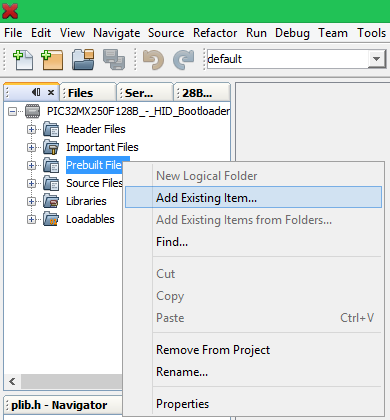 File Edit View Navigate Source Refactor Run Debug Team Tools
default
Files Ser... 28B...
PIC32MX250F128B_-_HID_Bootloader
Header Files
Important Files
Prebuilt Files
Source Files
Libraries
Loadables
New Logical Folder
Add Existing Item...
Add Existing Items from Folders...
Find...
Cut
Copy
Paste Ctrl+V
Remove From Project
Rename...
Properties
plib.h - Navigator